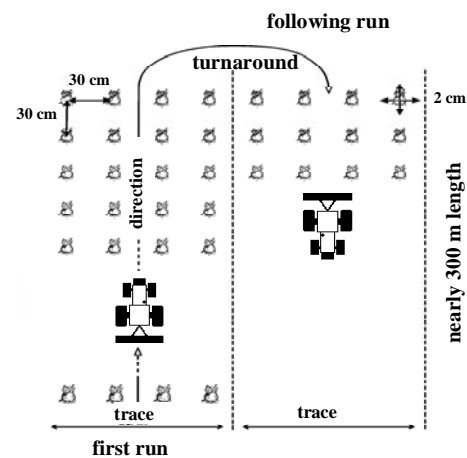 following run
turnaround
30 cm
30 cm
2 cm
direction
nearly 300 m length
trace
trace
first run